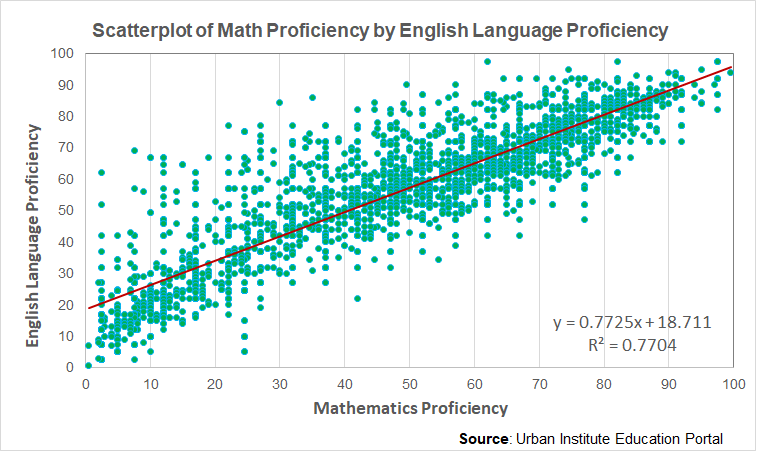 Scatterplot of Math Proficiency by English Language Proficiency
English Language Proficiency
100
90
80
70
60
50
40
30
20
10
0
y = 0.7725x + 18.711
R² = 0.7704
0 10 20 30 40 50 60 70 80 90 100
Mathematics Proficiency
Source: Urban Institute Education Portal